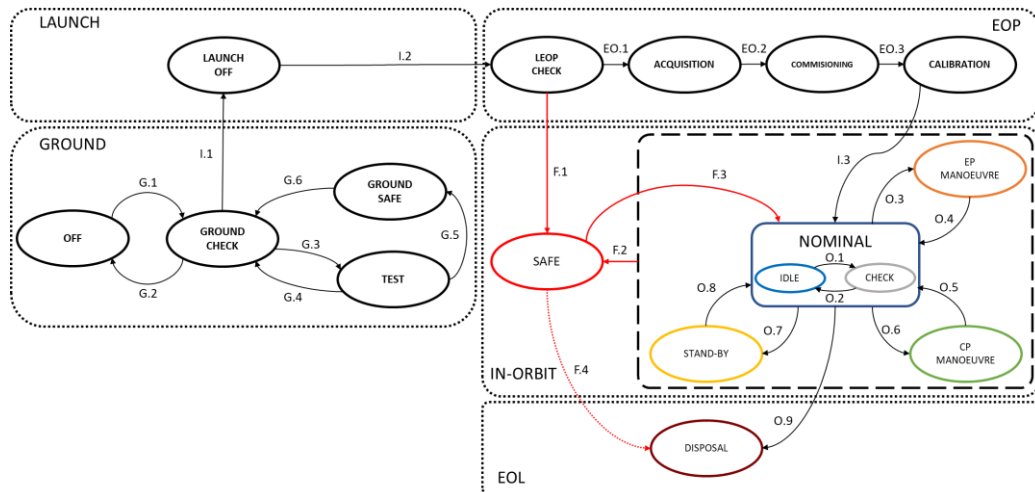 LAUNCH
LAUNCH
OFF
I.2
EOP
LEOP
CHECK
EO.1
ACQUISITION
EO.2
COMMISIONING
EO.3
CALIBRATION
I.1
GROUND
G.1
OFF
G.2
GROUND
CHECK
G.6
GROUND
SAFE
G.3
G.4
TEST
G.5
F.1
F.3
I.3
EP
MANOEUVRE
O.3
O.4
SAFE
F.2
NOMINAL
O.1
IDLE
CHECK
O.2
O.8
O.7
O.5
O.6
STAND-BY
CP
MANOEUVRE
IN-ORBIT
F.4
O.9
DISPOSAL
EOL